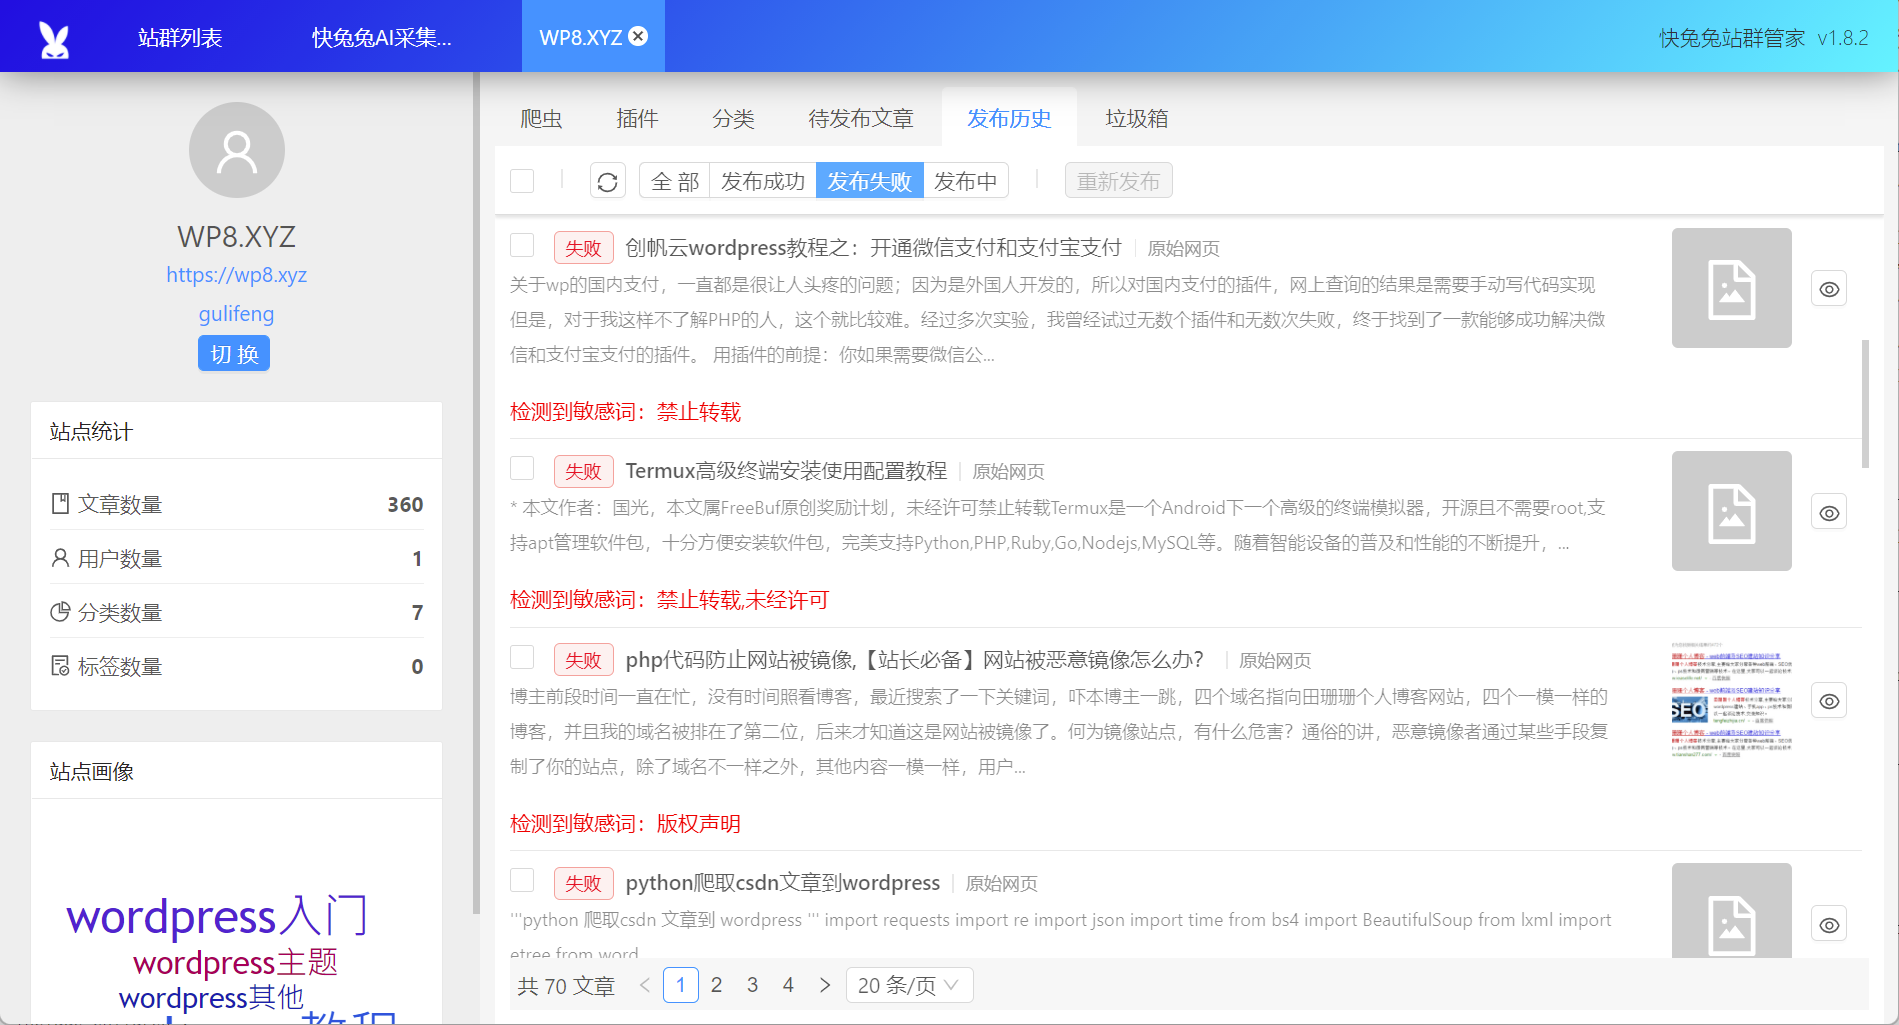 站群列表
快兔兔AI采集...
WP8.XYZ
快兔兔站群管家 v1.8.2
WP8.XYZ
https://wp8.xyz
gulifeng
切 换
站点统计
文章数量 360
用户数量 1
分类数量 7
标签数量 0
站点画像
wordpress入门
wordpress主题
wordpress其他
爬虫 插件 分类 待发布文章 发布历史 垃圾箱
全 部 发布成功 发布失败 发布中 重新发布
失败 创帆云wordpress教程之：开通微信支付和支付宝支付 原始网页
关于wp的国内支付，一直都是很让人头疼的问题；因为是外国人开发的，所以对国内支付的插件，网上查询的结果是需要手动写代码实现
但是，对于我这样不了解PHP的人，这个就比较难。经过多次实验，我曾经试过无数个插件和无数次失败，终于找到了一款能够成功解决微
信和支付宝支付的插件。 用插件的前提：你如果需要微信公...
检测到敏感词：禁止转载
失败 Termux高级终端安装使用配置教程 原始网页
* 本文作者：国光，本文属FreeBuf原创奖励计划，未经许可禁止转载Termux是一个Android下一个高级的终端模拟器，开源且不需要root,支
持apt管理软件包，十分方便安装软件包，完美支持Python,PHP,Ruby,Go,Nodejs,MySQL等。随着智能设备的普及和性能的不断提升，...
检测到敏感词：禁止转载,未经许可
失败 php代码防止网站被镜像,【站长必备】网站被恶意镜像怎么办？ 原始网页
博主前段时间一直在忙，没有时间照看博客，最近搜索了一下关键词，吓本博主一跳，四个域名指向田珊珊个人博客网站，四个一模一样的
博客，并且我的域名被排在了第二位，后来才知道这是网站被镜像了。何为镜像站点，有什么危害？通俗的讲，恶意镜像者通过某些手段复
制了你的站点，除了域名不一样之外，其他内容一模一样，用户...
检测到敏感词：版权声明
失败 python爬取csdn文章到wordpress 原始网页
'''python 爬取csdn 文章到 wordpress ''' import requests import re import json import time from bs4 import BeautifulSoup from lxml import
etree from word
共 70 文章 1 2 3 4 20 条/页